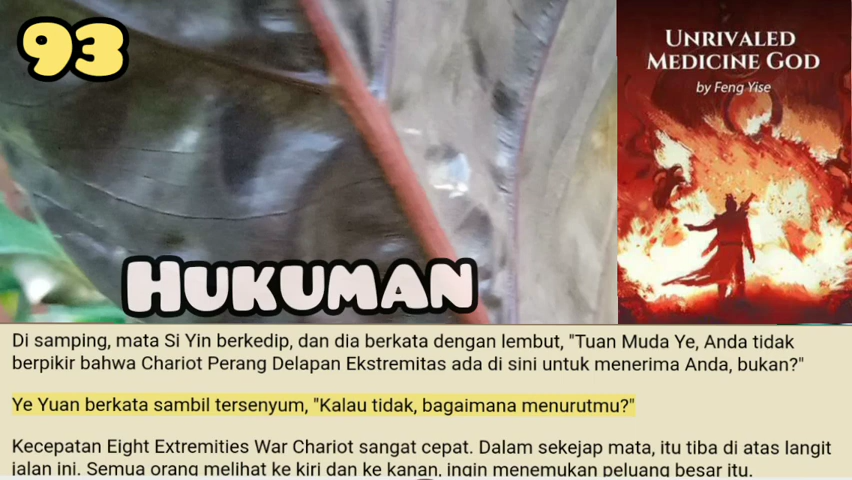 93
UNRIVALED
MEDICINE GOD
by Feng Yise
HUKUMAN
Di samping, mata Si Yin berkedip, dan dia berkata dengan lembut, "Tuan Muda Ye, Anda tidak
berpikir bahwa Chariot Perang Delapan Ekstremitas ada di sini untuk menerima Anda, bukan?"
Ye Yuan berkata sambil tersenyum, "Kalau tidak, bagaimana menurutmu?"
Kecepatan Eight Extremities War Chariot sangat cepat. Dalam sekejap mata, itu tiba di atas langit
jalan ini. Semua orang melihat ke kiri dan ke kanan, ingin menemukan peluang besar itu.